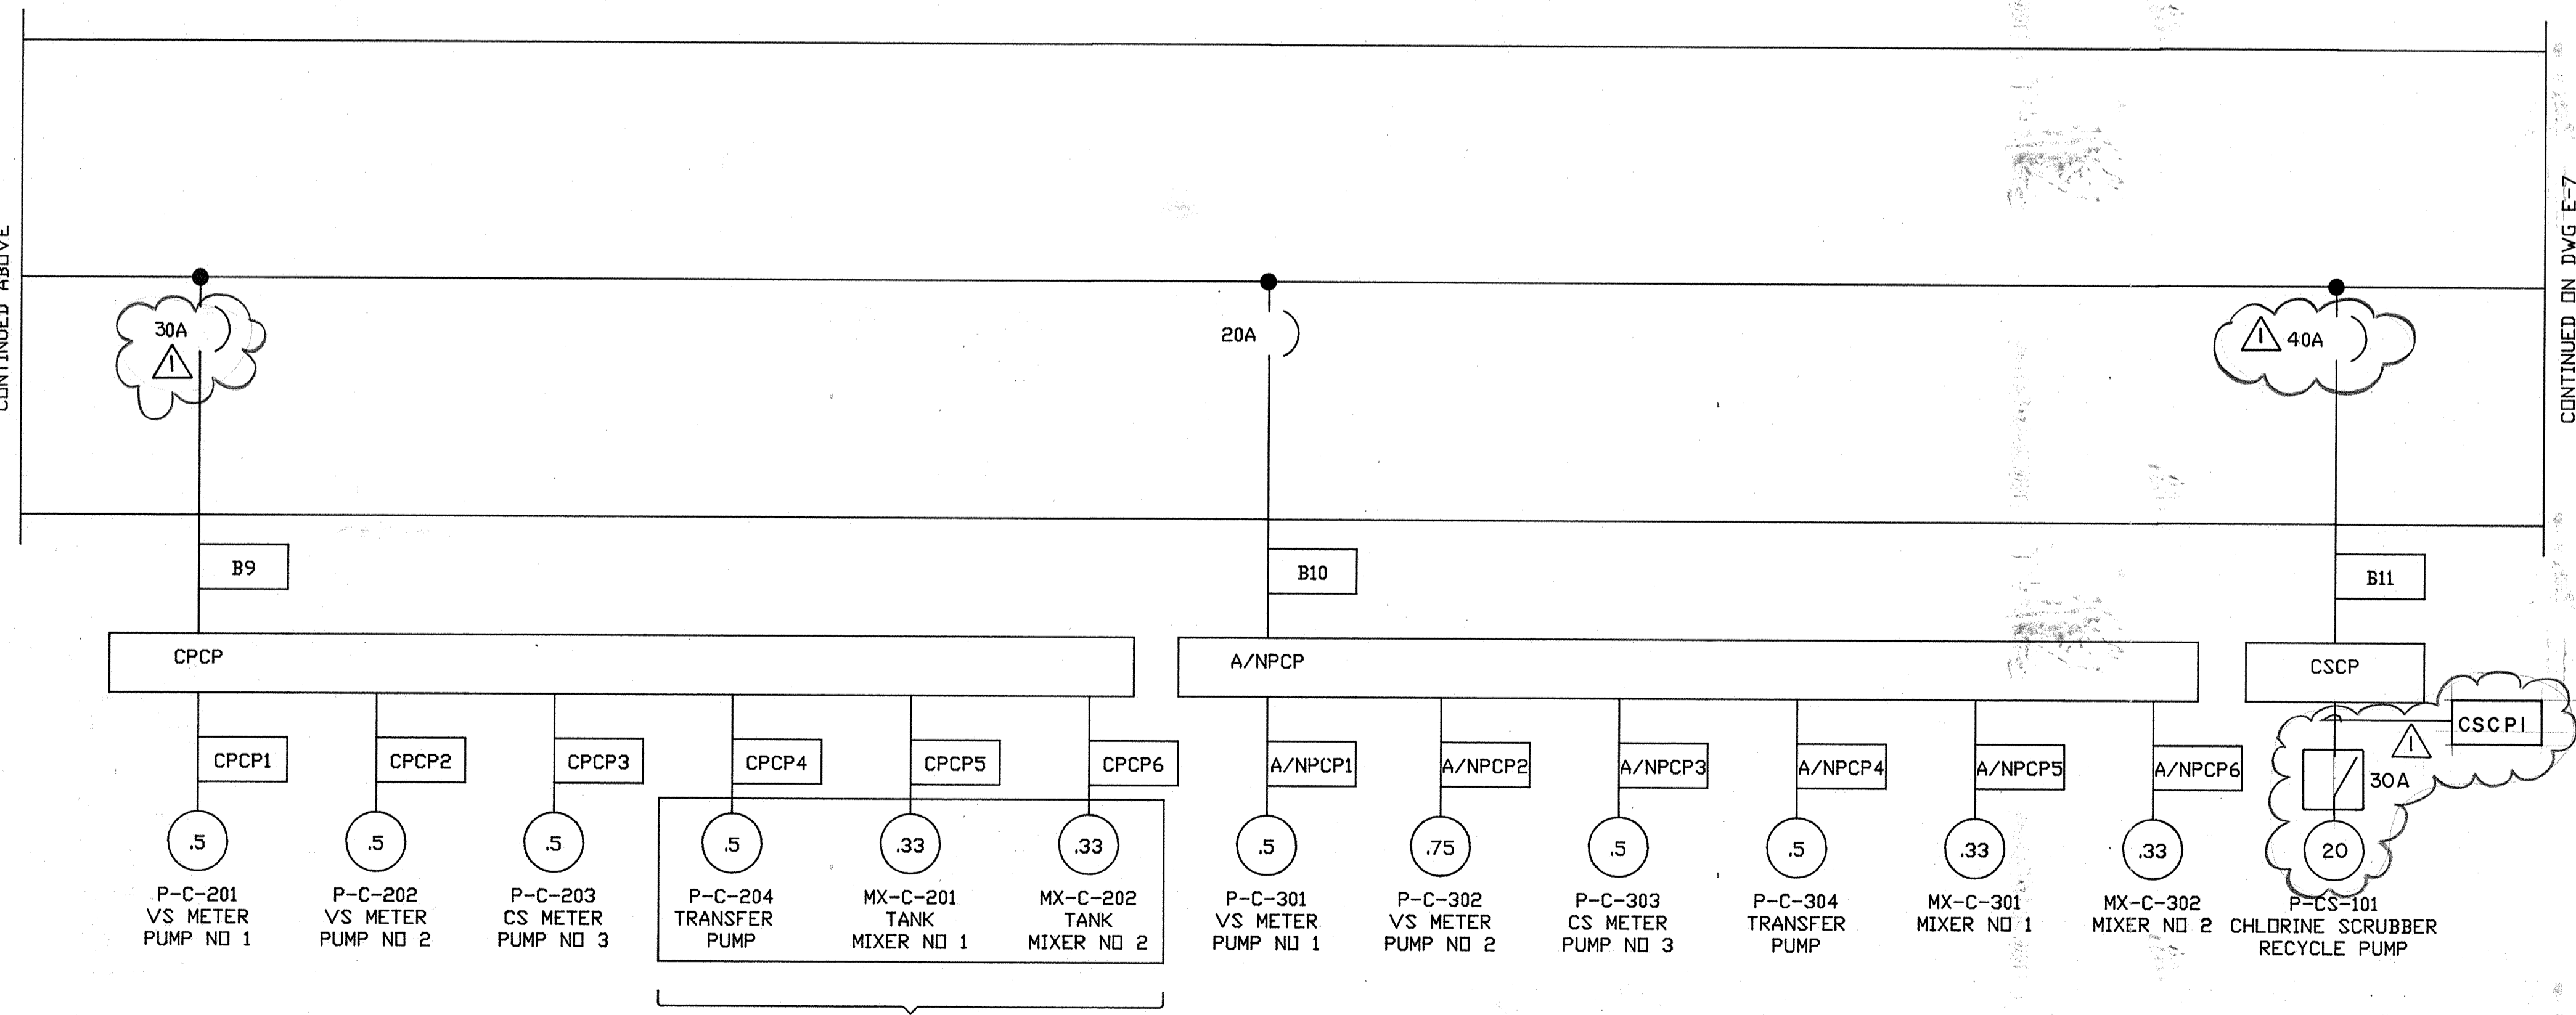 CONTINUED ABOVE
CONTINUED ON DWG E-7
30A
1
20A
1
40A
B9
B10
B11
CPCP
A/NPCP
CSCP
CPCP1
CPCP2
CPCP3
CPCP4
CPCP5
CPCP6
A/NPCP1
A/NPCP2
A/NPCP3
A/NPCP4
A/NPCP5
A/NPCP6
CSCP1
1
30A
.5
.5
.5
.5
.33
.33
.5
.75
.5
.5
.33
.33
20
P-C-201
VS METER
PUMP NO 1
P-C-202
VS METER
PUMP NO 2
P-C-203
CS METER
PUMP NO 3
P-C-204
TRANSFER
PUMP
MX-C-201
TANK
MIXER NO 1
MX-C-202
TANK
MIXER NO 2
P-C-301
VS METER
PUMP NO 1
P-C-302
VS METER
PUMP NO 2
P-C-303
CS METER
PUMP NO 3
P-C-304
TRANSFER
PUMP
MX-C-301
MIXER NO 1
MX-C-302
MIXER NO 2
P-CS-101
CHLORINE SCRUBBER
RECYCLE PUMP